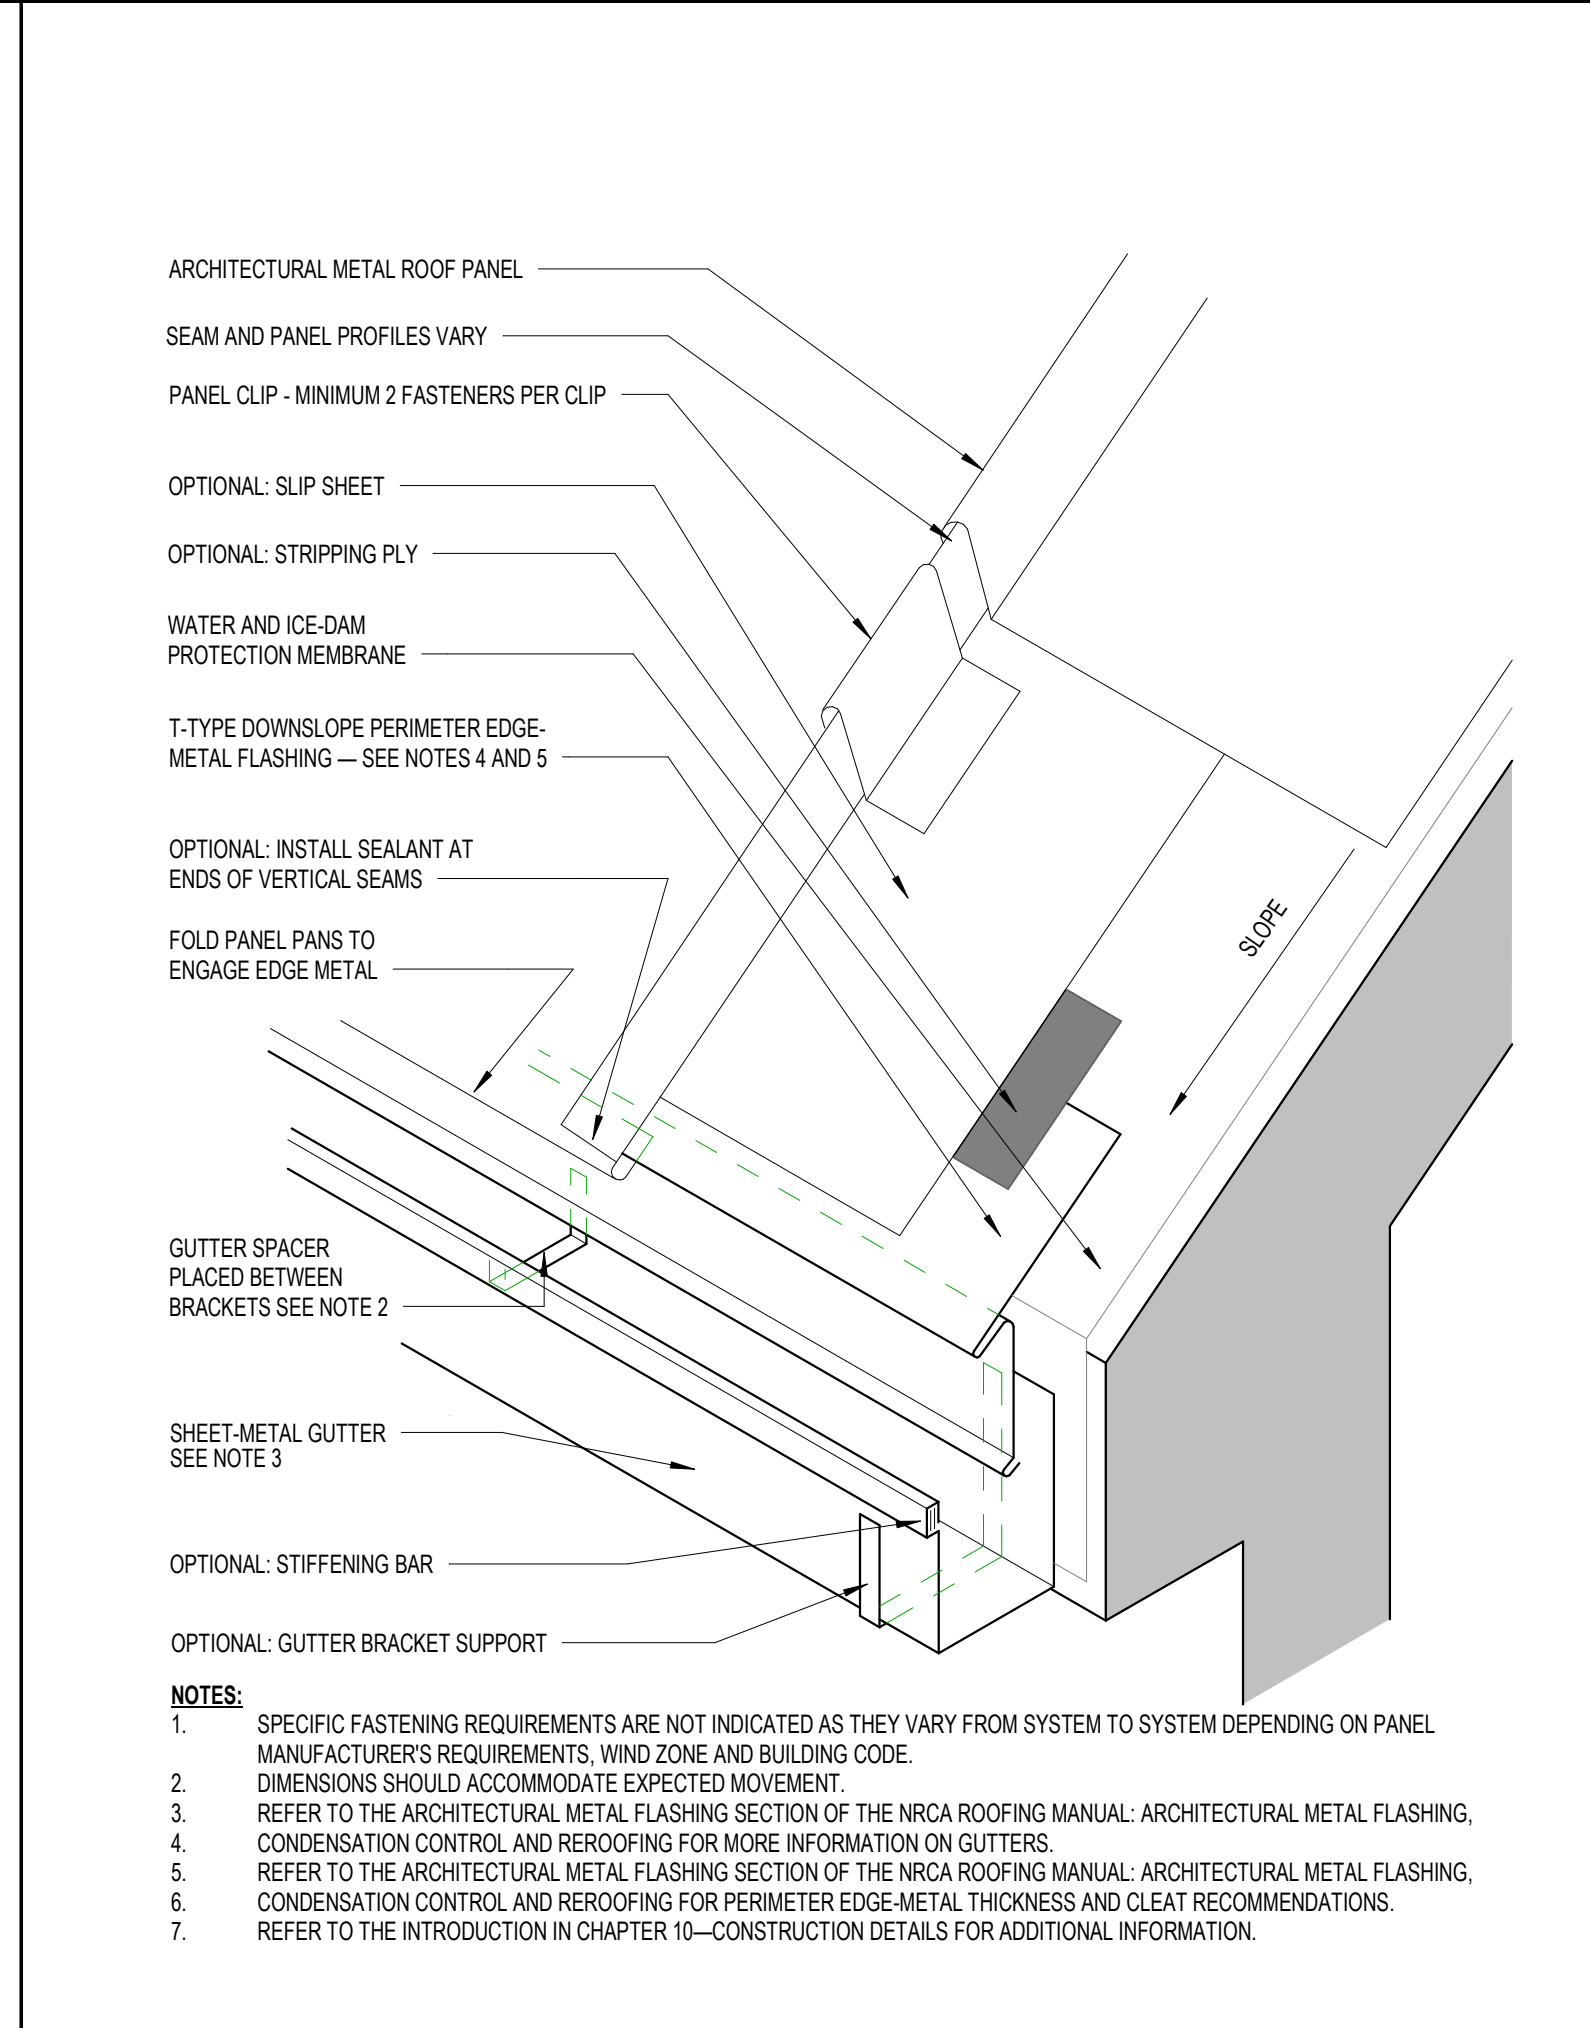 ARCHITECTURAL METAL ROOF PANEL
SEAM AND PANEL PROFILES VARY
PANEL CLIP - MINIMUM 2 FASTENERS PER CLIP
OPTIONAL: SLIP SHEET
OPTIONAL: STRIPPING PLY
WATER AND ICE-DAM
PROTECTION MEMBRANE
T-TYPE DOWNSLOPE PERIMETER EDGE-
METAL FLASHING — SEE NOTES 4 AND 5
OPTIONAL: INSTALL SEALANT AT
ENDS OF VERTICAL SEAMS
SLOPE
FOLD PANEL PANS TO
ENGAGE EDGE METAL
GUTTER SPACER
PLACED BETWEEN
BRACKETS SEE NOTE 2
SHEET-METAL GUTTER
SEE NOTE 3
OPTIONAL: STIFFENING BAR
OPTIONAL: GUTTER BRACKET SUPPORT
NOTES:
1. SPECIFIC FASTENING REQUIREMENTS ARE NOT INDICATED AS THEY VARY FROM SYSTEM TO SYSTEM DEPENDING ON PANEL
MANUFACTURER'S REQUIREMENTS, WIND ZONE AND BUILDING CODE.
2. DIMENSIONS SHOULD ACCOMMODATE EXPECTED MOVEMENT.
3. REFER TO THE ARCHITECTURAL METAL FLASHING SECTION OF THE NRCA ROOFING MANUAL: ARCHITECTURAL METAL FLASHING,
4. CONDENSATION CONTROL AND REROOFING FOR MORE INFORMATION ON GUTTERS.
5. REFER TO THE ARCHITECTURAL METAL FLASHING SECTION OF THE NRCA ROOFING MANUAL: ARCHITECTURAL METAL FLASHING,
6. CONDENSATION CONTROL AND REROOFING FOR PERIMETER EDGE-METAL THICKNESS AND CLEAT RECOMMENDATIONS.
7. REFER TO THE INTRODUCTION IN CHAPTER 10—CONSTRUCTION DETAILS FOR ADDITIONAL INFORMATION.